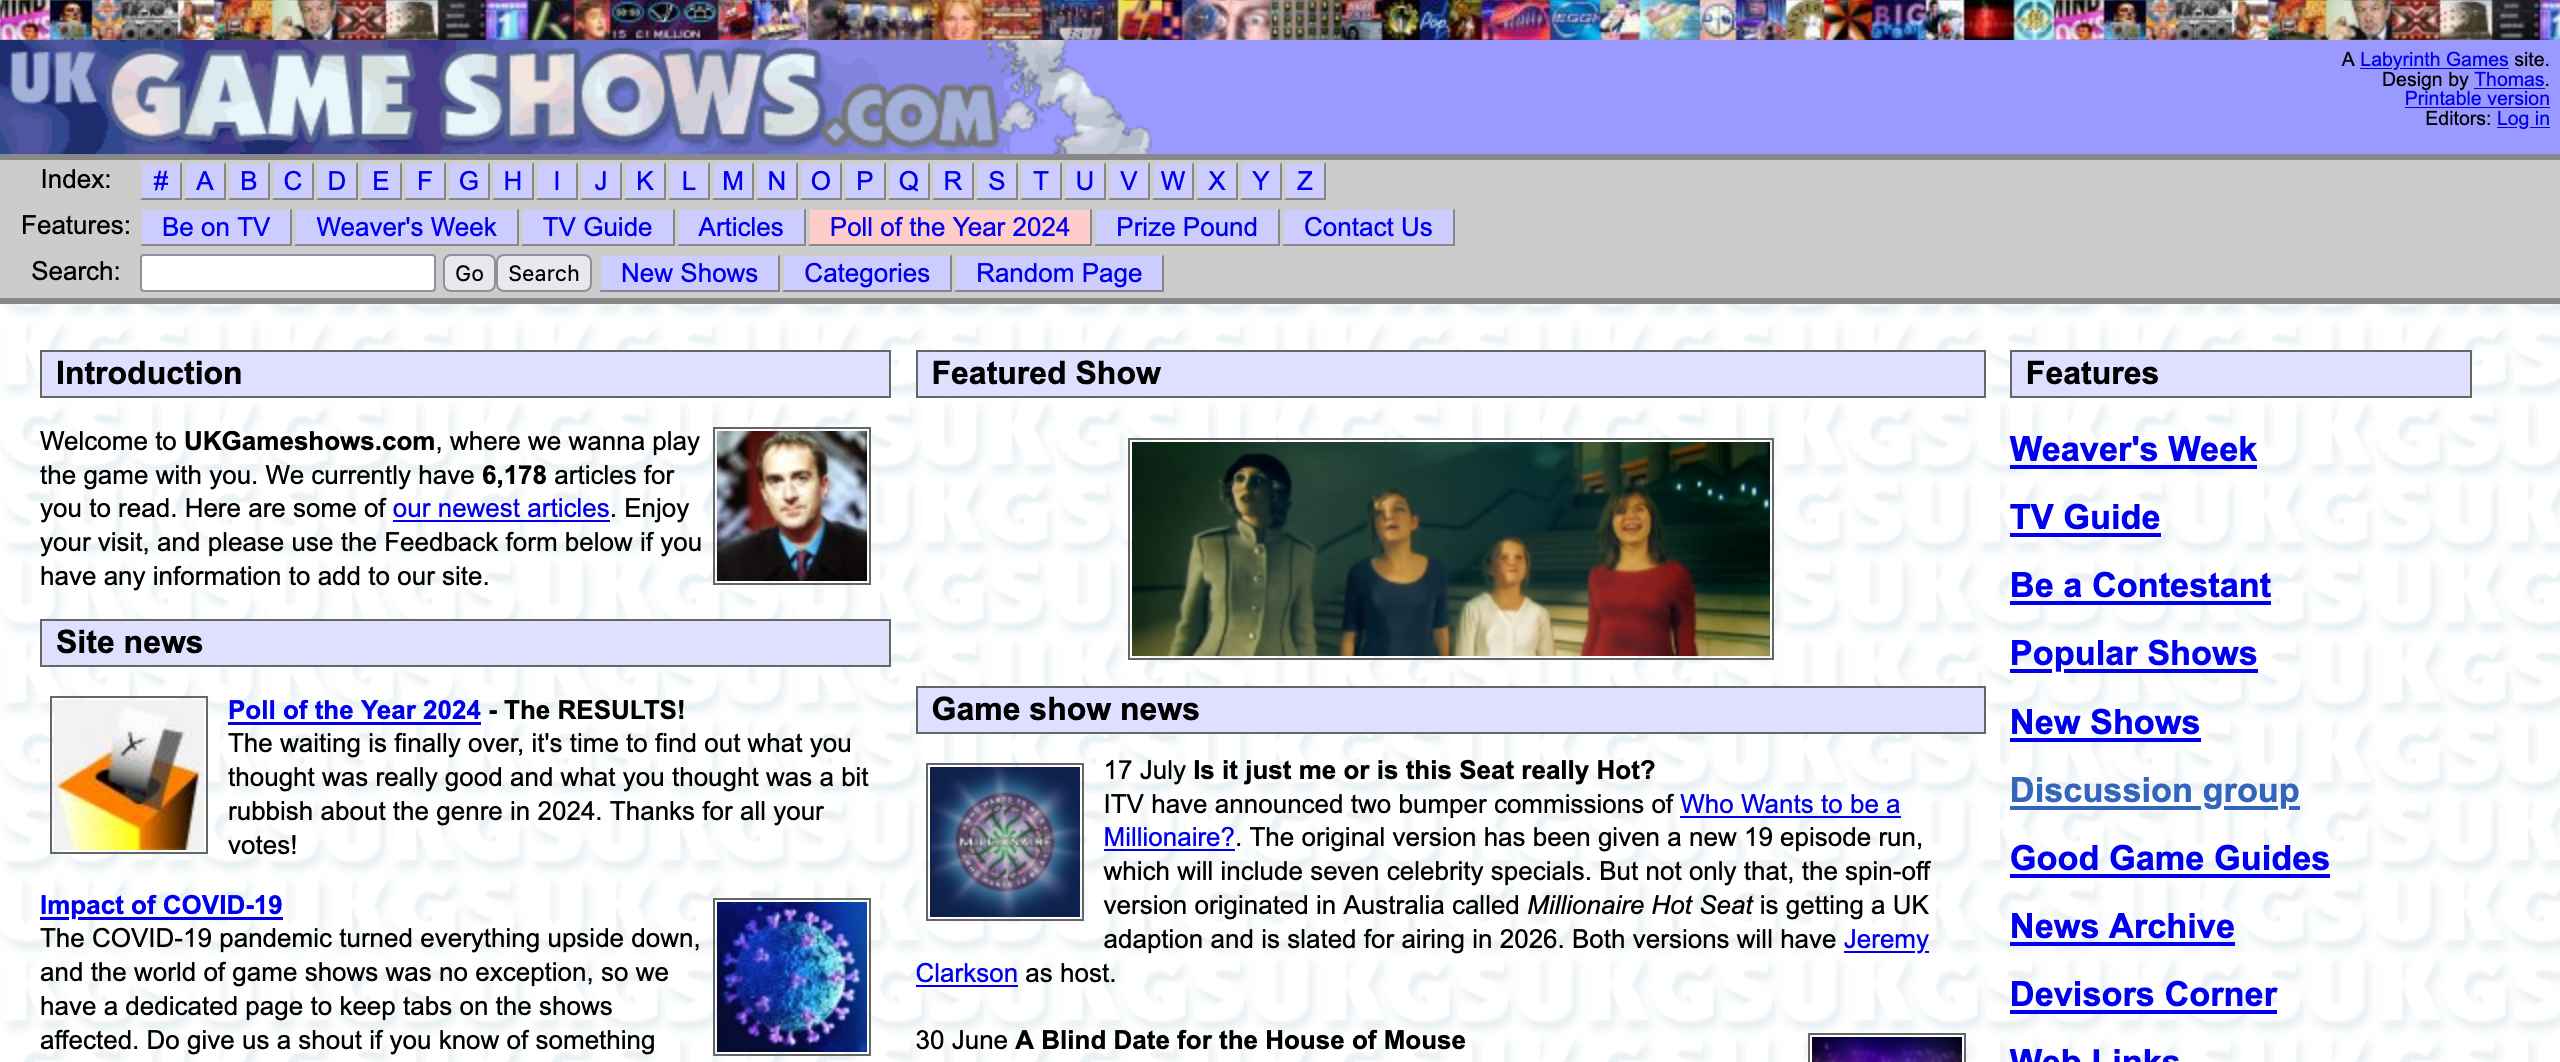 UK GAME SHOWS.COM
A Labyrinth Games site.
Design by Thomas.
Printable version
Editors: Log in
Index: # A B C D E F G H I J K L M N O P Q R S T U V W X Y Z
Features: Be on TV Weaver's Week TV Guide Articles Poll of the Year 2024 Prize Pound Contact Us
Search: Go Search New Shows Categories Random Page
Introduction
Welcome to UKGameshows.com, where we wanna play
the game with you. We currently have 6,178 articles for
you to read. Here are some of our newest articles. Enjoy
your visit, and please use the Feedback form below if you
have any information to add to our site.
Site news
Poll of the Year 2024 - The RESULTS!
The waiting is finally over, it's time to find out what you
thought was really good and what you thought was a bit
rubbish about the genre in 2024. Thanks for all your
votes!
Impact of COVID-19
The COVID-19 pandemic turned everything upside down,
and the world of game shows was no exception, so we
have a dedicated page to keep tabs on the shows
affected. Do give us a shout if you know of something
Featured Show
Game show news
MILLIONAIRE
17 July Is it just me or is this Seat really Hot?
ITV have announced two bumper commissions of Who Wants to be a
Millionaire?. The original version has been given a new 19 episode run,
which will include seven celebrity specials. But not only that, the spin-off
version originated in Australia called Millionaire Hot Seat is getting a UK
adaption and is slated for airing in 2026. Both versions will have Jeremy
Clarkson as host.
30 June A Blind Date for the House of Mouse
Features
Weaver's Week
TV Guide
Be a Contestant
Popular Shows
New Shows
Discussion group
Good Game Guides
News Archive
Devisors Corner
Web Links